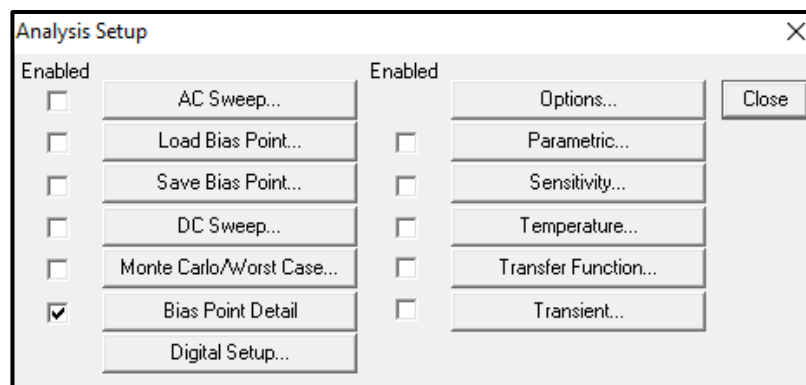 Analysis Setup
Enabled
Enabled
AC Sweep...
Options...
Close
Load Bias Point...
Parametric...
Save Bias Point...
Sensitivity...
DC Sweep...
Temperature...
Monte Carlo/Worst Case...
Transfer Function...
Bias Point Detail
Transient...
Digital Setup...